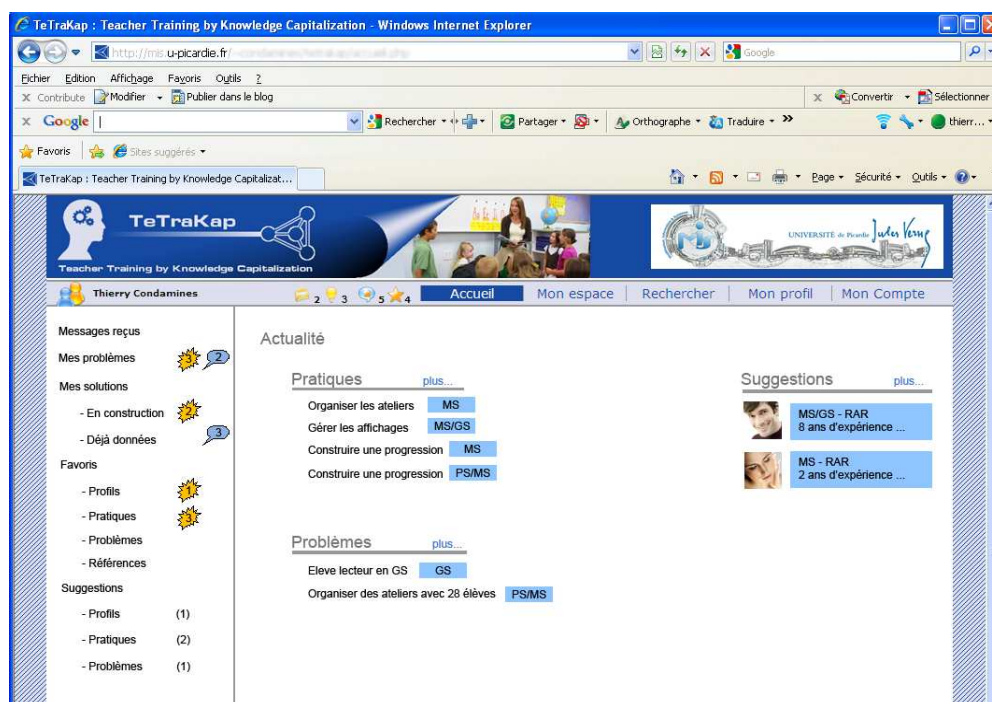 TeTraKap : Teacher Training by Knowledge Capitalization - Windows Internet Explorer
http://mis.u-picardie.fr/
Google
Fichier Edition Affichage Favoris Outils ?
x Contribute Modifier Publier dans le blog x Convertir Sélectionner
x Google Rechercher Partager Orthographe Traduire » thierr...
Favoris Sites suggérés
TeTraKap : Teacher Training by Knowledge Capitalizat... Page Sécurité Outils
TeTraKap
Teacher Training by Knowledge Capitalization
MIS
UNIVERSITÉ de Picardie Jules Verne
Thierry Condamines 2 3 5 4 Accueil Mon espace Rechercher Mon profil Mon Compte
Messages reçus
Mes problèmes 3 2
Mes solutions
- En construction 2
- Déjà données 3
Favoris
- Profils 1
- Pratiques 3
- Problèmes
- Références
Suggestions
- Profils (1)
- Pratiques (2)
- Problèmes (1)
Actualité
Pratiques plus...
Organiser les ateliers MS
Gérer les affichages MS/GS
Construire une progression MS
Construire une progression PS/MS
Problèmes plus...
Eleve lecteur en GS GS
Organiser des ateliers avec 28 élèves PS/MS
Suggestions plus...
MS/GS - RAR
8 ans d'expérience ...
MS - RAR
2 ans d'expérience ...